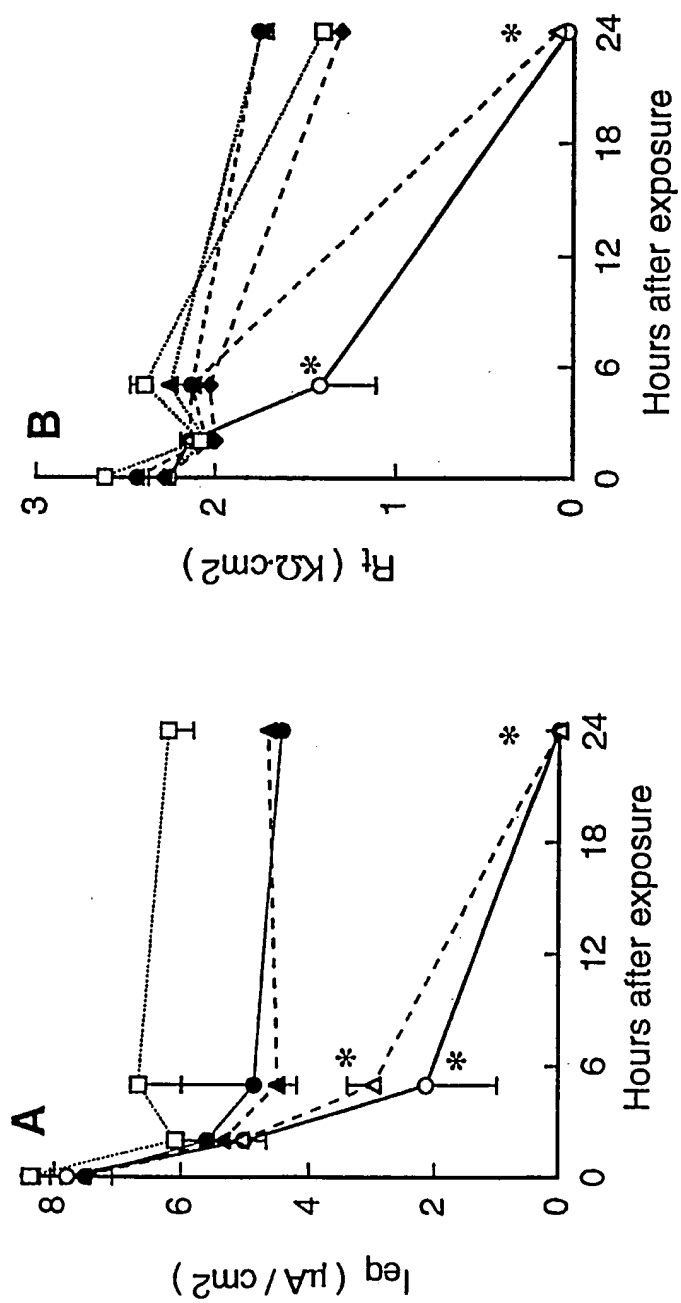 A
8
6
4
2
0
Ieq ( μA / cm2 )
0 6 12 18 24
Hours after exposure
*
*
*
B
3
2
1
0
Rt ( KΩ·cm2 )
0 6 12 18 24
Hours after exposure
*
*